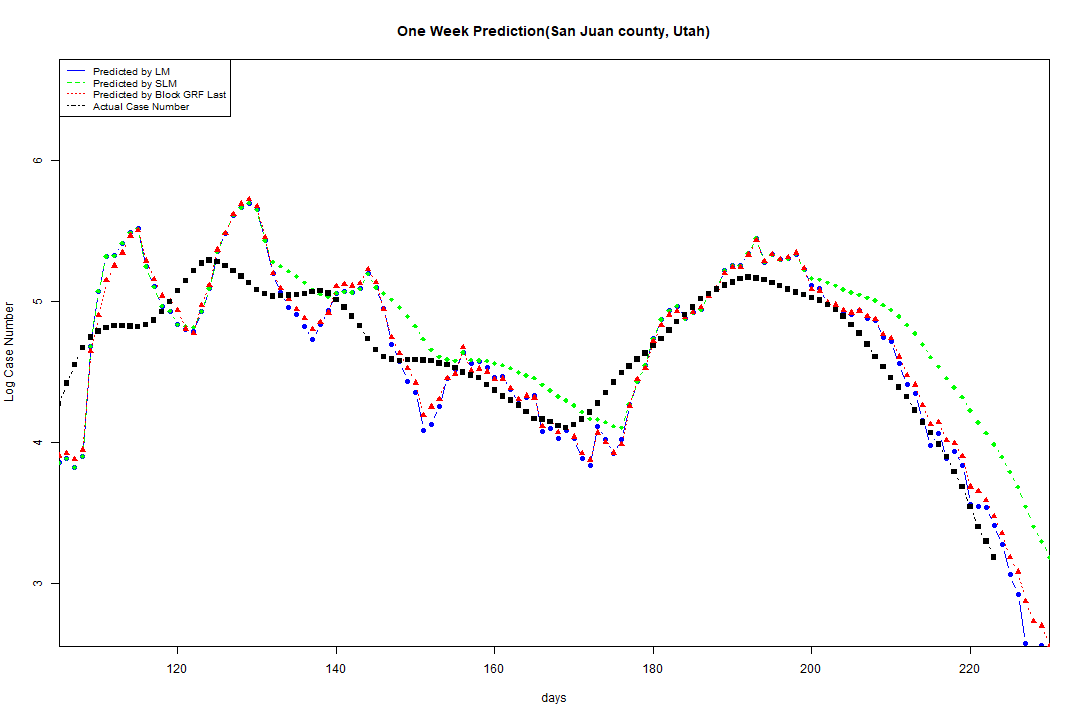 One Week Prediction(San Juan county, Utah)
Predicted by LM
Predicted by SLM
Predicted by Block GRF Last
Actual Case Number
6
5
4
3
Log Case Number
120 140 160 180 200 220
days